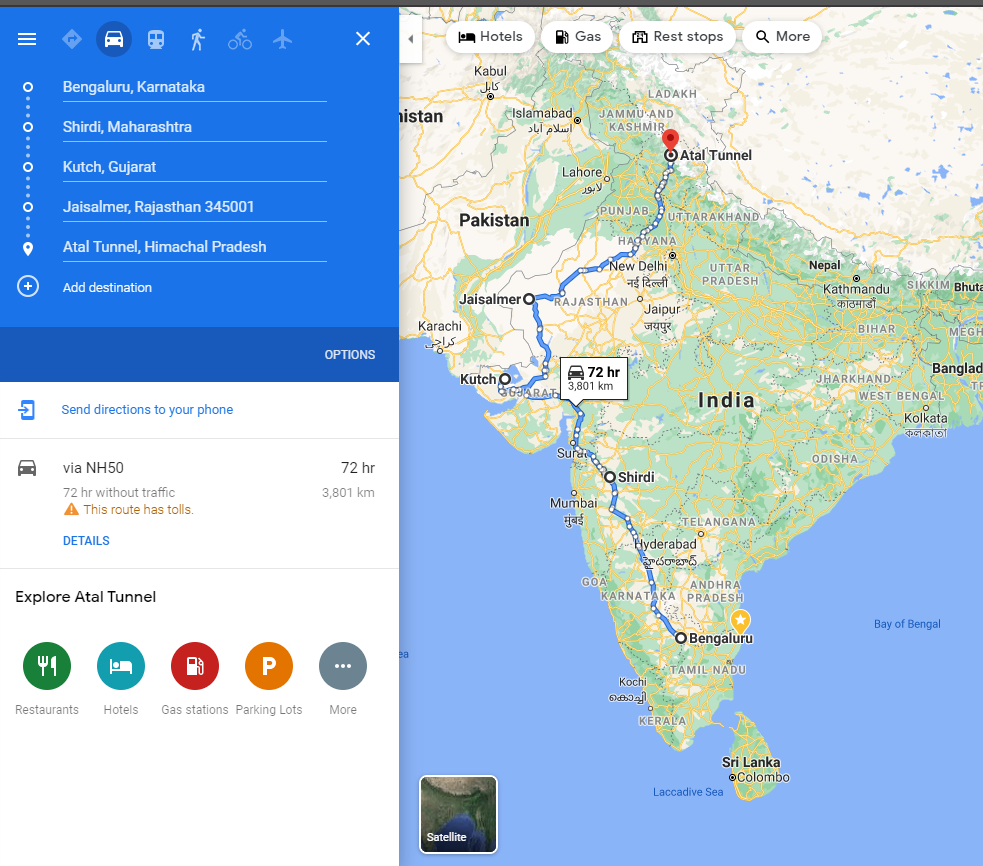 Bengaluru, Karnataka
Shirdi, Maharashtra
Kutch, Gujarat
Jaisalmer, Rajasthan 345001
Atal Tunnel, Himachal Pradesh
Add destination
OPTIONS
Send directions to your phone
via NH50 72 hr
72 hr without traffic 3,801 km
This route has tolls.
DETAILS
Explore Atal Tunnel
P
Restaurants Hotels Gas stations Parking Lots More
Hotels Gas Rest stops More
Kabul
کابل
LADAKH
nistan
Islamabad
اسلام آباد
JAMMU AND
KASHMIR
Atal Tunnel
Lahore
لاہور
PUNJAB
Pakistan
UTTARAKHAND
HARYANA
New Delhi
नई दिल्ली
UTTAR
PRADESH
Nepal
Kathmandu
काठमाडौं
SIKKIM
Bhuta
Jaisalmer
RAJASTHAN
Jaipur
जयपुर
Karachi
كراچى
BIHAR
MEGH
Kutch
GUJARAT
72 hr
3,801 km
JHARKHAND
Banglad
WEST BENGAL
India
Kolkata
কলকাতা
Surat
ODISHA
Shirdi
Mumbai
मुंबई
TELANGANA
Hyderabad
హైదరాబాద్
GOA
KARNATAKA
ANDHRA
PRADESH
Bay of Bengal
Bengaluru
ea
TAMIL NADU
Kochi
കൊച്ചി
KERALA
Sri Lanka
Colombo
Laccadive Sea
Satellite